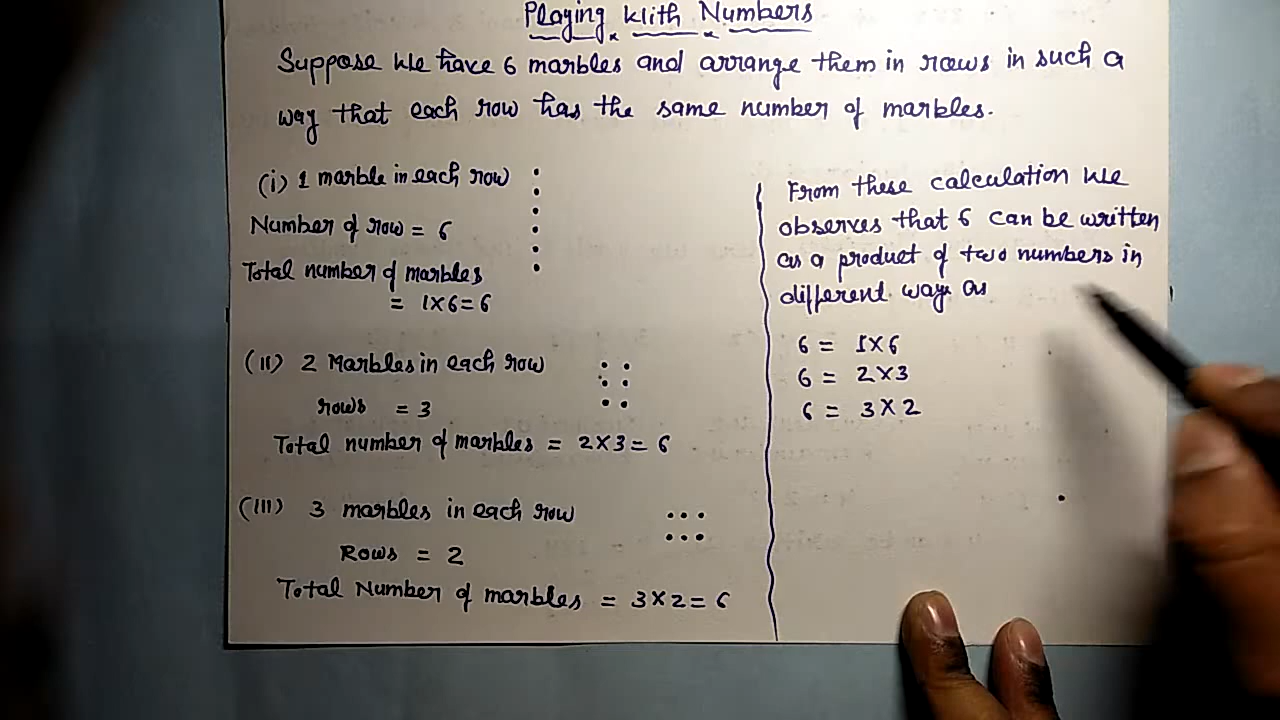 Playing With Numbers
Suppose We have 6 marbles and arrange them in rows in such a
way that each row has the same number of marbles.
(i) 1 marble in each row
Number of row = 6
Total number of marbles
= 1×6=6
(II) 2 Marbles in each row
rows = 3
Total number of marbles = 2×3=6
(III) 3 marbles in each row
Rows = 2
Total Number of marbles = 3×2=6
From these calculation We
observes that 6 can be written
as a product of two numbers in
different way as
6 = 1×6
6 = 2×3
6 = 3×2